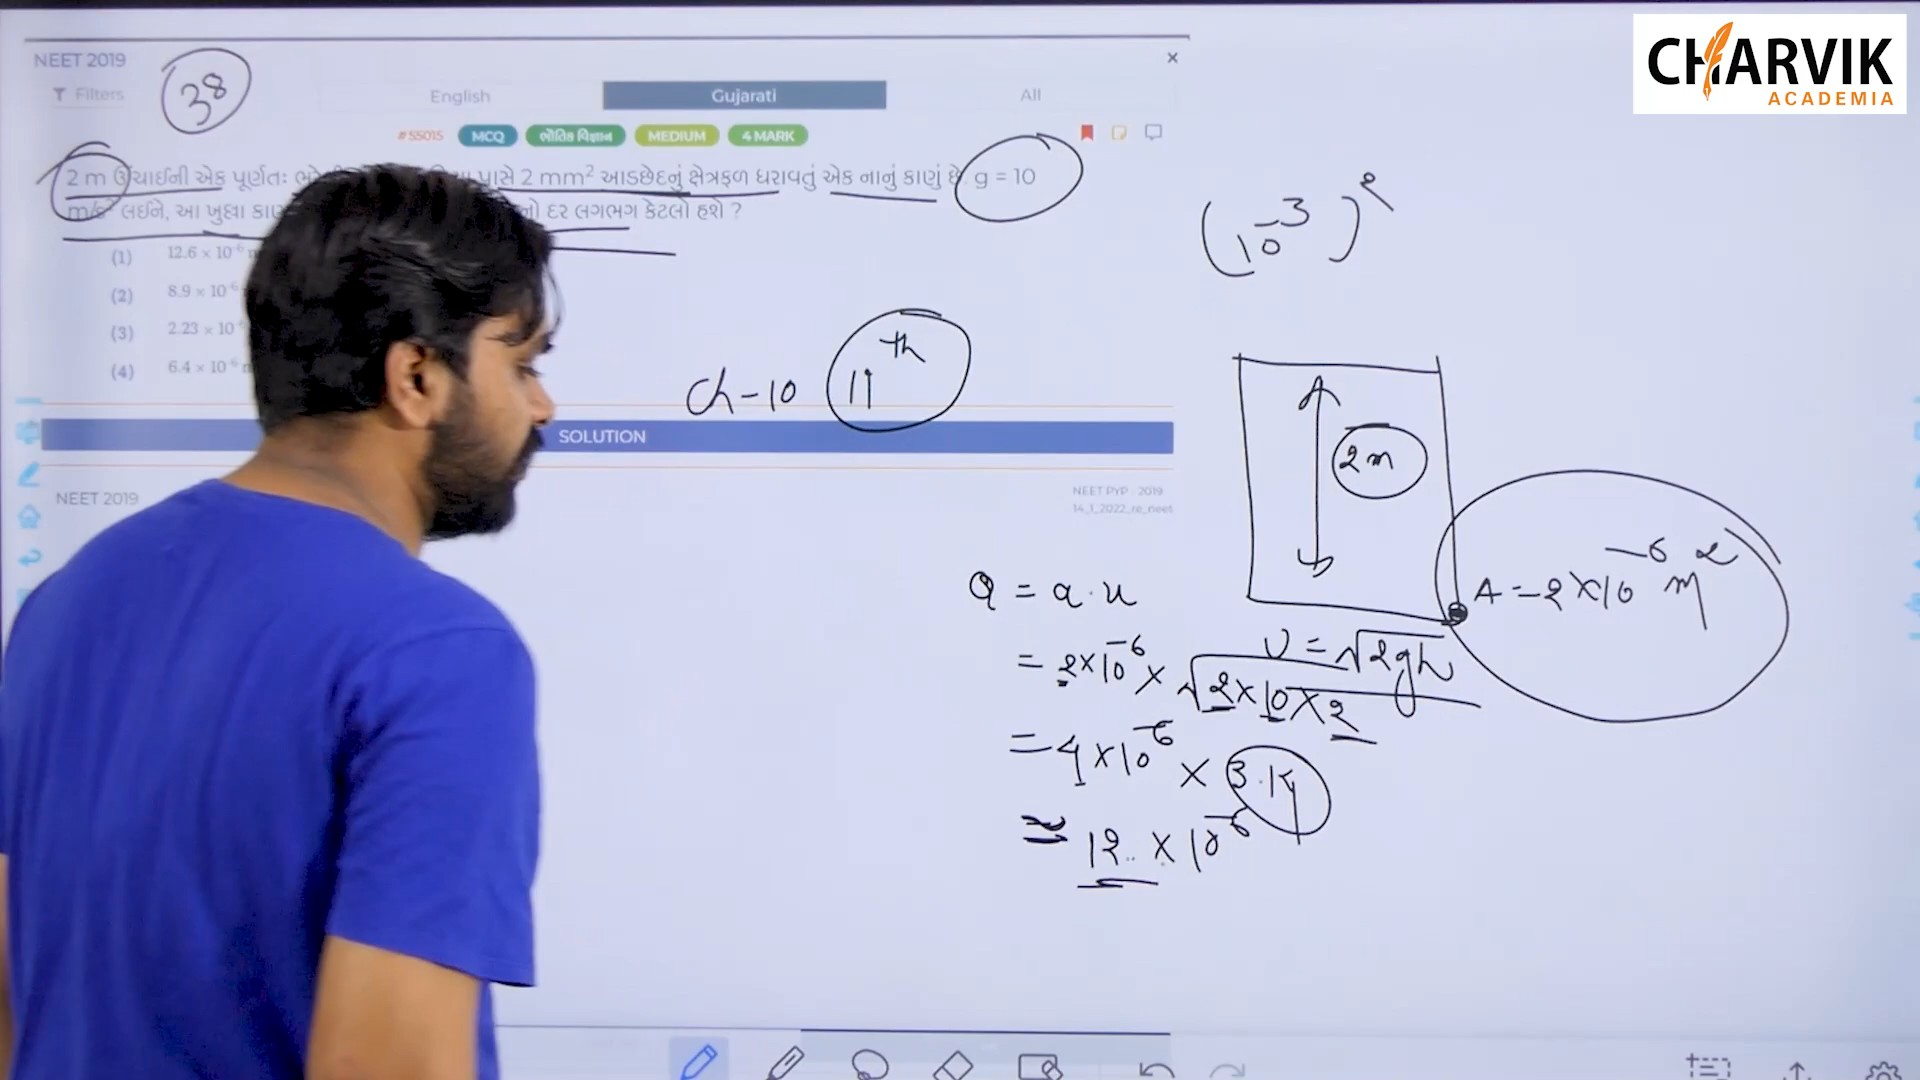 CHARVIK
ACADEMIA
NEET 2019
38
Filters
English
Gujarati
All
#55015
MCQ
ભૌતિક વિજ્ઞાન
MEDIUM
4 MARK
2 m ઊંચાઈની એક પૂર્ણતઃ પાસે 2 mm² આડછેદનું ક્ષેત્રફળ ધરાવતું એક નાનું કાણું છે. g = 10
m/s² લઈને, આ ખુલ્લા દર લગભગ કેટલો હશે ?
(1) 12.6 × 10⁻⁶
(2) 8.9 × 10⁻⁶
(3) 2.23 × 10
(4) 6.4 × 10⁻⁶
(10⁻³)²
Ch-10 11th
2m
SOLUTION
NEET 2019
NEET PYP - 2019
14_1_2022_re_neet
A = 2×10⁻⁶ m²
Q = a.v
υ = √2gh
= 2×10⁻⁶ × √2×10×2
= 4×10⁻⁶ × 3.14
≈ 12.. × 10⁻⁶